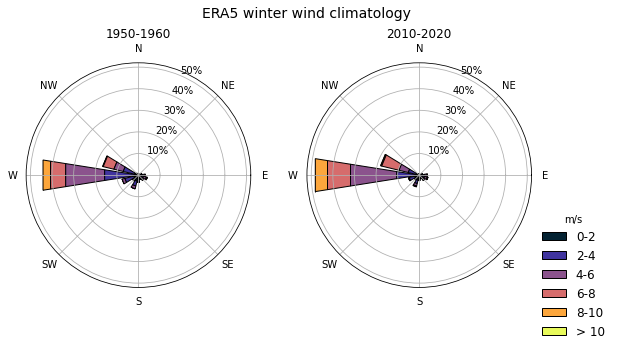 ERA5 winter wind climatology
1950-1960
N
NE
E
SE
S
SW
W
NW
10%
20%
30%
40%
50%
2010-2020
N
NE
E
SE
S
SW
W
NW
10%
20%
30%
40%
50%
m/s
0-2
2-4
4-6
6-8
8-10
> 10